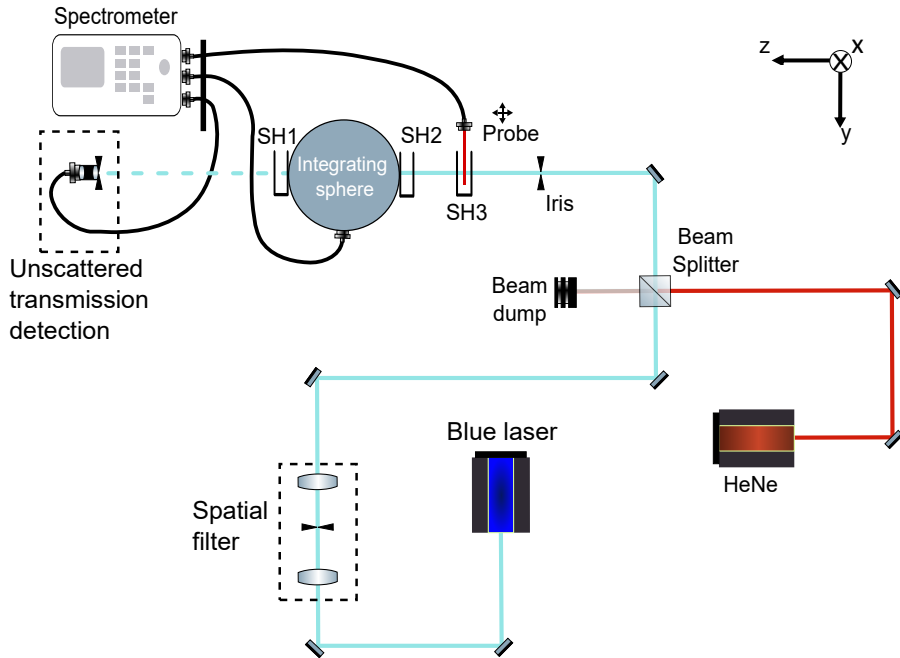 Spectrometer
z
x
y
SH1
SH2
Probe
Integrating
sphere
SH3
Iris
Unscattered
transmission
detection
Beam
Splitter
Beam
dump
Blue laser
HeNe
Spatial
filter